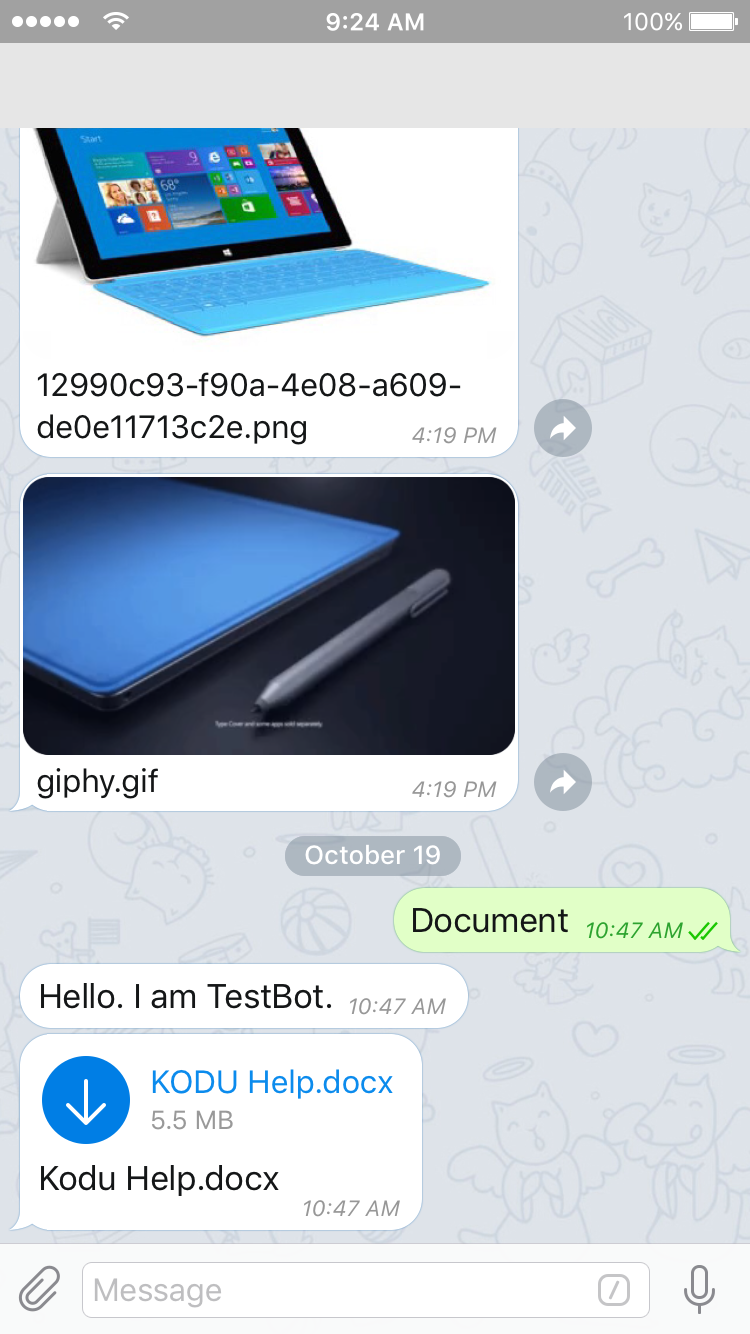 9:24 AM
100%
Start
9
68°
12990c93-f90a-4e08-a609-
de0e11713c2e.png
4:19 PM
Type Cover and some apps sold separately.
giphy.gif
4:19 PM
October 19
Document
10:47 AM
Hello. I am TestBot.
10:47 AM
KODU Help.docx
5.5 MB
Kodu Help.docx
10:47 AM
Message